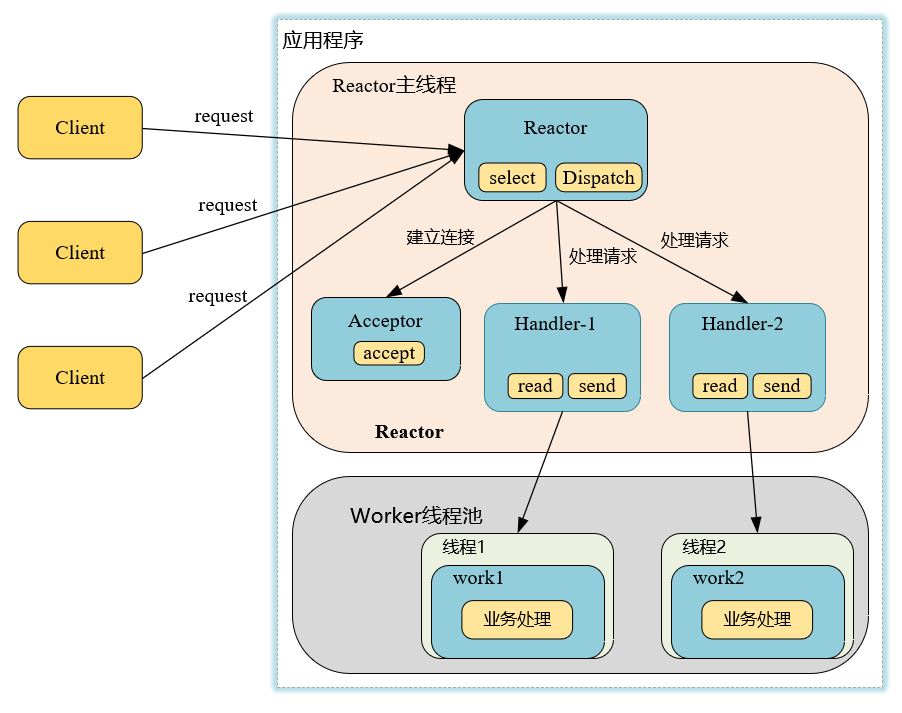 应用程序
Reactor主线程
Client
request
Reactor
select
Dispatch
Client
request
建立连接
处理请求
处理请求
request
Acceptor
accept
Handler-1
read
send
Handler-2
read
send
Client
Reactor
Worker线程池
线程1
work1
业务处理
线程2
work2
业务处理